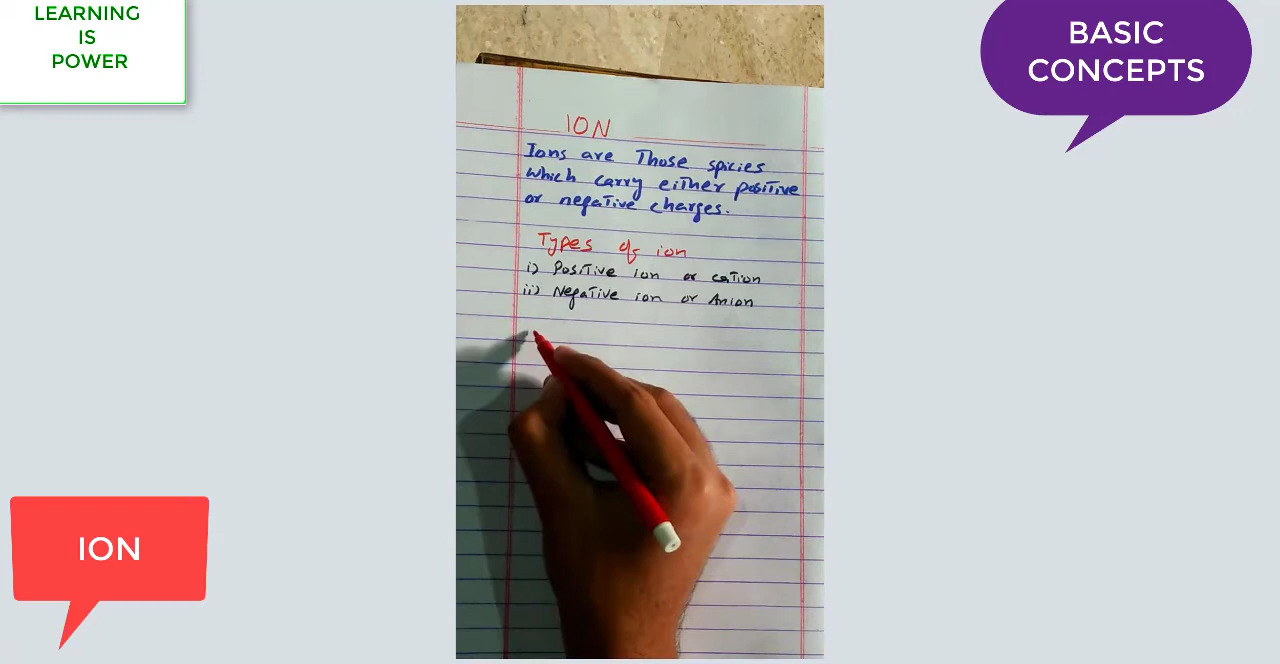 LEARNING
IS
POWER
BASIC
CONCEPTS
ION
Ions are Those spicies
which carry either positive
or negative charges.
Types of ion
i) Positive ion or cation
ii) Negative ion or Anion
ION